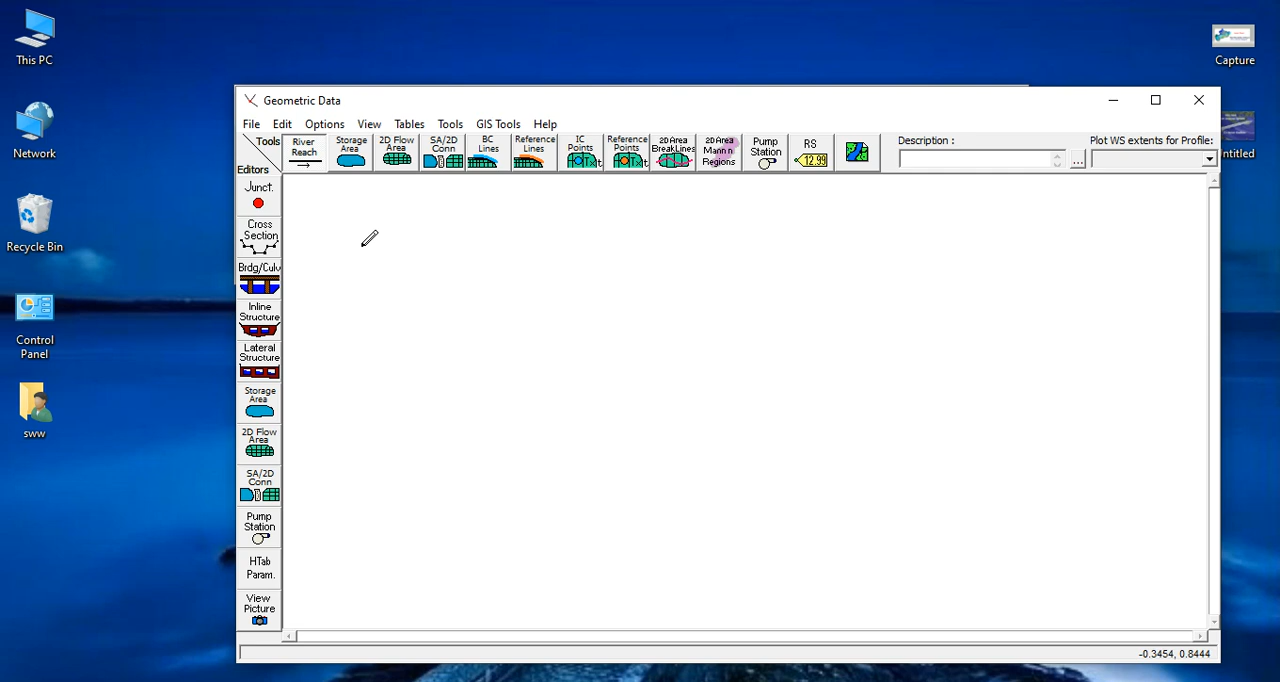 This PC
Network
Recycle Bin
Control
Panel
sww
Capture
Geometric Data
File Edit Options View Tables Tools GIS Tools Help
Tools
Editors
River
Reach
Storage
Area
2D Flow
Area
SA/2D
Conn
BC
Lines
Reference
Lines
IC
Points
Reference
Points
2D Area
BreakLines
2D Area
Mann n
Regions
Pump
Station
RS
12.99
Description :
...
Plot WS extents for Profile:
ntitled
Junct.
Cross
Section
Brdg/Culv
Inline
Structure
Lateral
Structure
Storage
Area
2D Flow
Area
SA/2D
Conn
Pump
Station
HTab
Param.
View
Picture
-0.3454, 0.8444